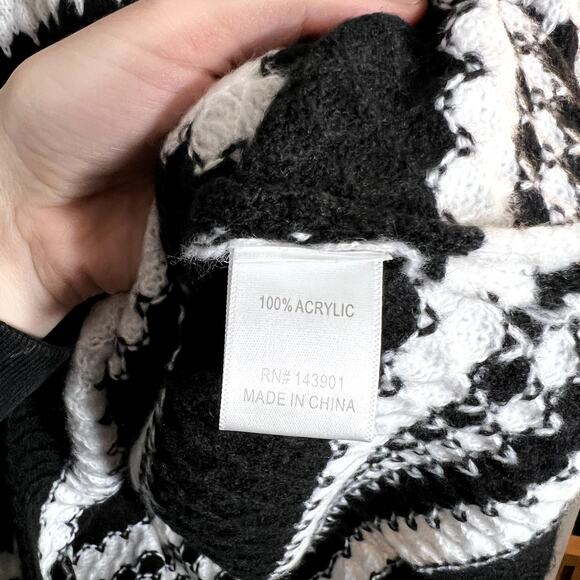 100% ACRYLIC
RN# 143901
MADE IN CHINA